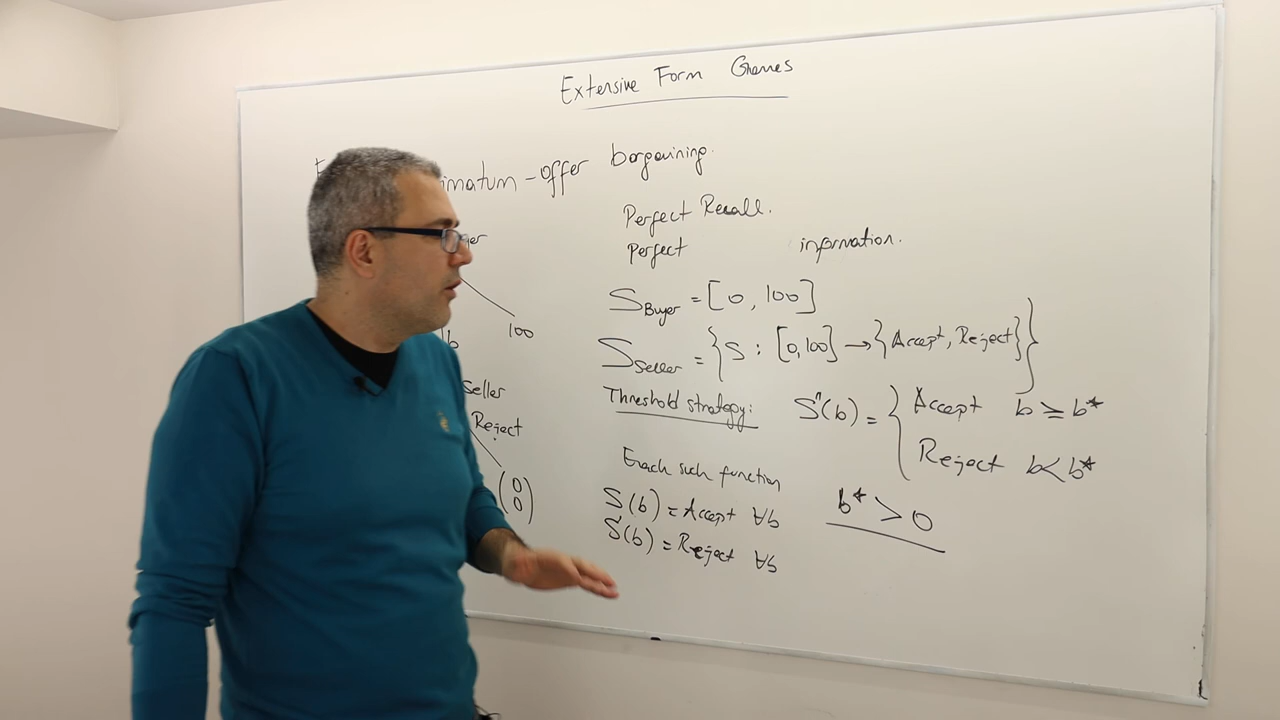 Extensive Form Games
E imatum - offer bargaining.
Perfect Recall.
er
Perfect information.
S_Buyer = [0, 100]
100
S_Seller = {S : [0,100] → {Accept, Reject}}
Seller
Threshold strategy: S''(b) = { Accept b ≥ b*
Reject b < b*
Reject
Each such function
(0 0)
S(b) = Accept ∀b
b* > 0
S'(b) = Reject ∀b